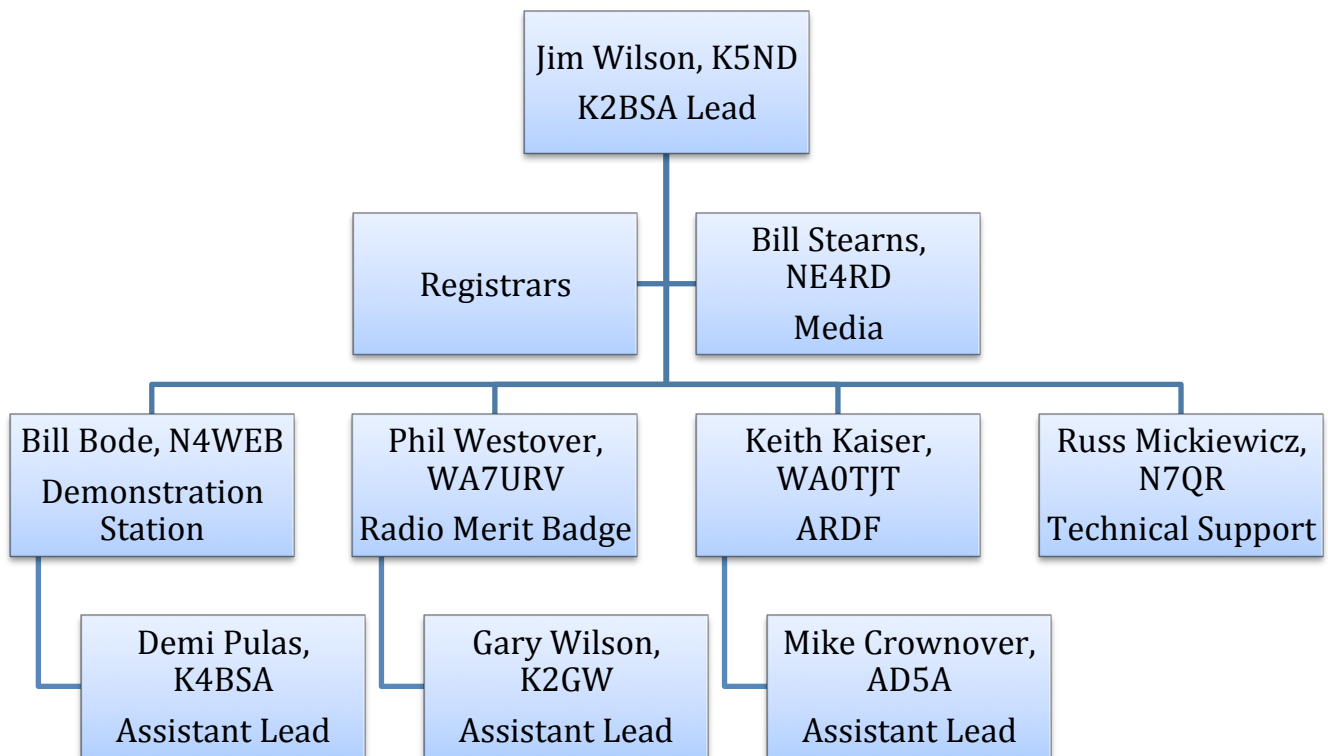 Jim Wilson, K5ND
K2BSA Lead
Registrars
Bill Stearns,
NE4RD
Media
Bill Bode, N4WEB
Demonstration
Station
Phil Westover,
WA7URV
Radio Merit Badge
Keith Kaiser,
WA0TJT
ARDF
Russ Mickiewicz,
N7QR
Technical Support
Demi Pulas,
K4BSA
Assistant Lead
Gary Wilson,
K2GW
Assistant Lead
Mike Crownover,
AD5A
Assistant Lead